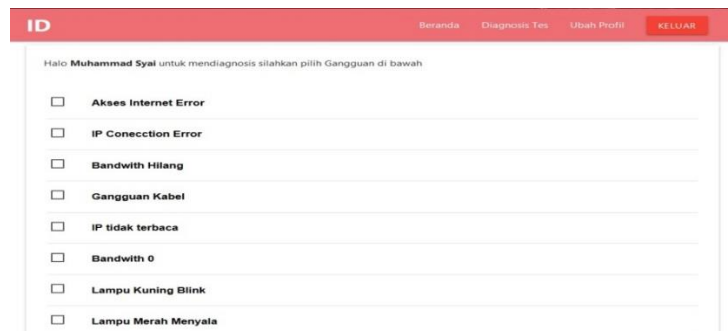 ID
Beranda Diagnosis Tes Ubah Profil KELUAR
Halo Muhammad Syai untuk mendiagnosis silahkan pilih Gangguan di bawah
Akses Internet Error
IP Conecction Error
Bandwith Hilang
Gangguan Kabel
IP tidak terbaca
Bandwith 0
Lampu Kuning Blink
Lampu Merah Menyala